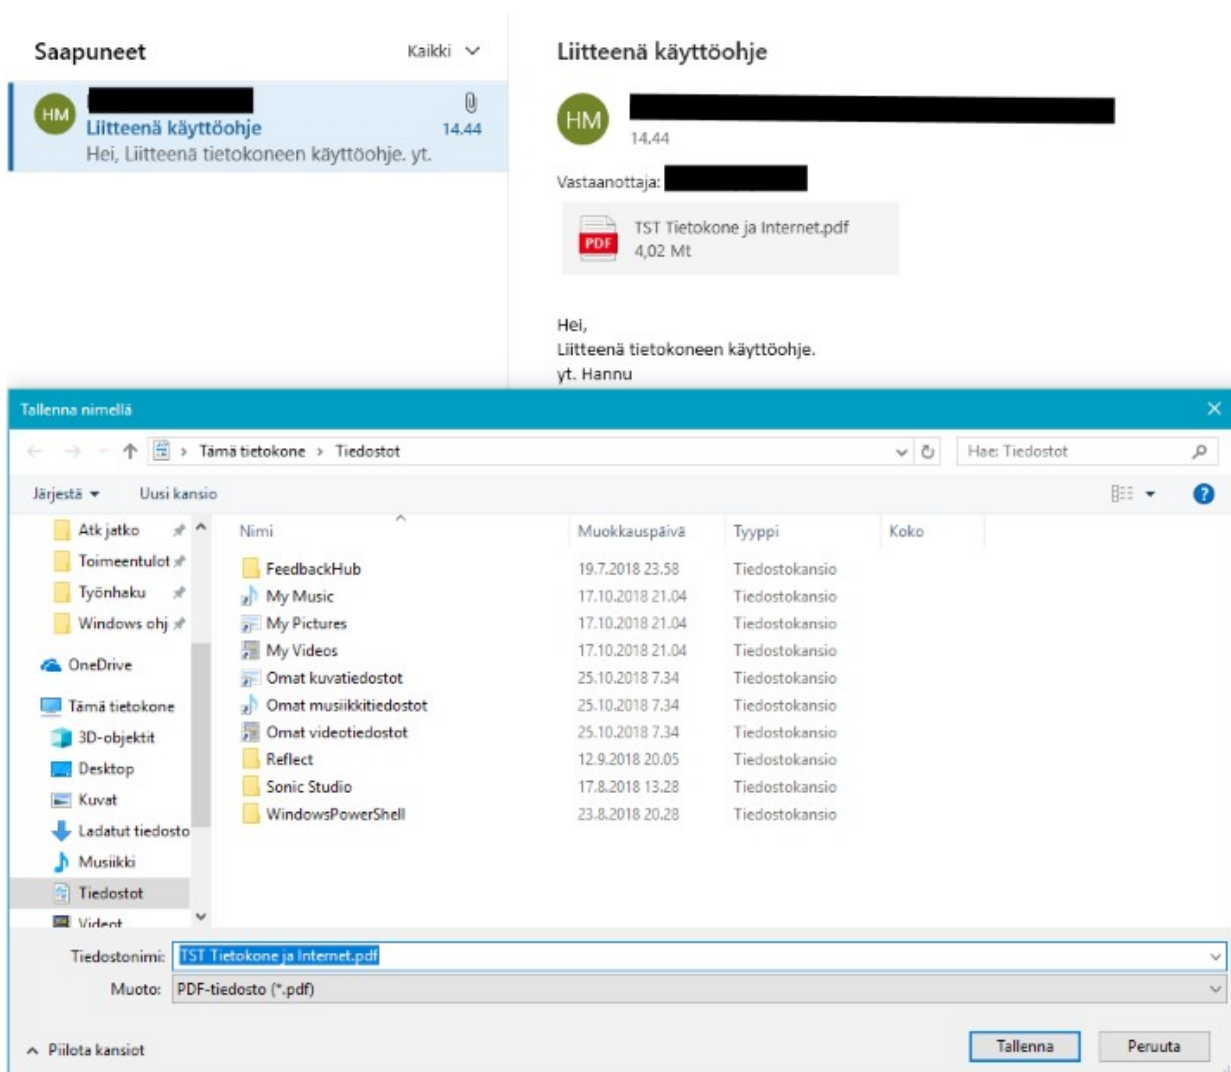 Saapuneet
Kaikki
HM
Liitteenä käyttöohje
14.44
Hei, Liitteenä tietokoneen käyttöohje. yt.
Liitteenä käyttöohje
HM
14.44
Vastaanottaja:
PDF
TST Tietokone ja Internet.pdf
4,02 Mt
Hei,
Liitteenä tietokoneen käyttöohje.
yt. Hannu
Tallenna nimellä
Tämä tietokone > Tiedostot
Hae: Tiedostot
Järjestä
Uusi kansio
Atk jatko
Toimeentulot
Työnhaku
Windows ohj
OneDrive
Tämä tietokone
3D-objektit
Desktop
Kuvat
Ladatut tiedosto
Musiikki
Tiedostot
Videot
Nimi Muokkauspäivä Tyyppi Koko
FeedbackHub 19.7.2018 23.58 Tiedostokansio
My Music 17.10.2018 21.04 Tiedostokansio
My Pictures 17.10.2018 21.04 Tiedostokansio
My Videos 17.10.2018 21.04 Tiedostokansio
Omat kuvatiedostot 25.10.2018 7.34 Tiedostokansio
Omat musiikkitiedostot 25.10.2018 7.34 Tiedostokansio
Omat videotiedostot 25.10.2018 7.34 Tiedostokansio
Reflect 12.9.2018 20.05 Tiedostokansio
Sonic Studio 17.8.2018 13.28 Tiedostokansio
WindowsPowerShell 23.8.2018 20.28 Tiedostokansio
Tiedostonimi: TST Tietokone ja Internet.pdf
Muoto: PDF-tiedosto (*.pdf)
Piilota kansiot
Tallenna
Peruuta